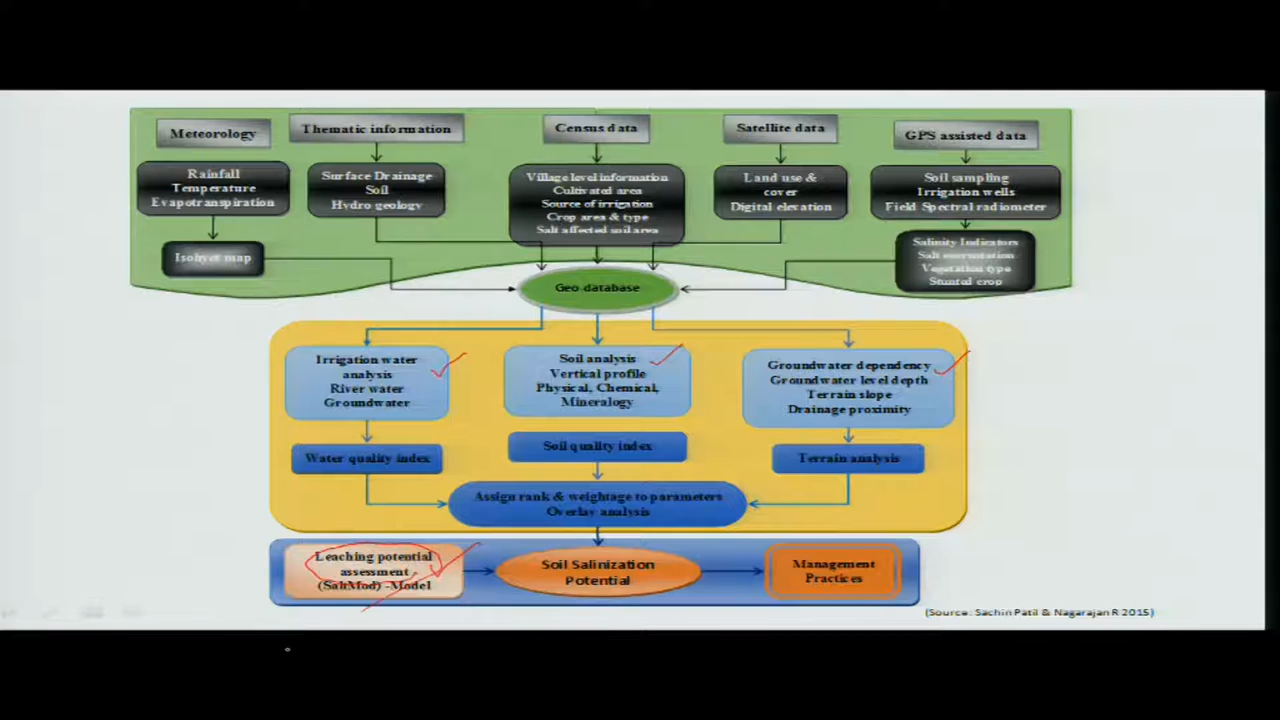 Meteorology
Rainfall
Temperature
Evapotranspiration
Isohyet map
Thematic information
Surface Drainage
Soil
Hydro geology
Census data
Village level information
Cultivated area
Source of irrigation
Crop area & type
Salt affected soil area
Satellite data
Land use &
cover
Digital elevation
GPS assisted data
Soil sampling
Irrigation wells
Field Spectral radiometer
Salinity Indicators
Salt encrustation
Vegetation type
Stunted crop
Geo database
Irrigation water
analysis
River water
Groundwater
Water quality index
Soil analysis
Vertical profile
Physical, Chemical,
Mineralogy
Soil quality index
Groundwater dependency
Groundwater level depth
Terrain slope
Drainage proximity
Terrain analysis
Assign rank & weightage to parameters
Overlay analysis
Leaching potential
assessment
(SaltMod) -Model
Soil Salinization
Potential
Management
Practices
(Source: Sachin Patil & Nagarajan R 2015)